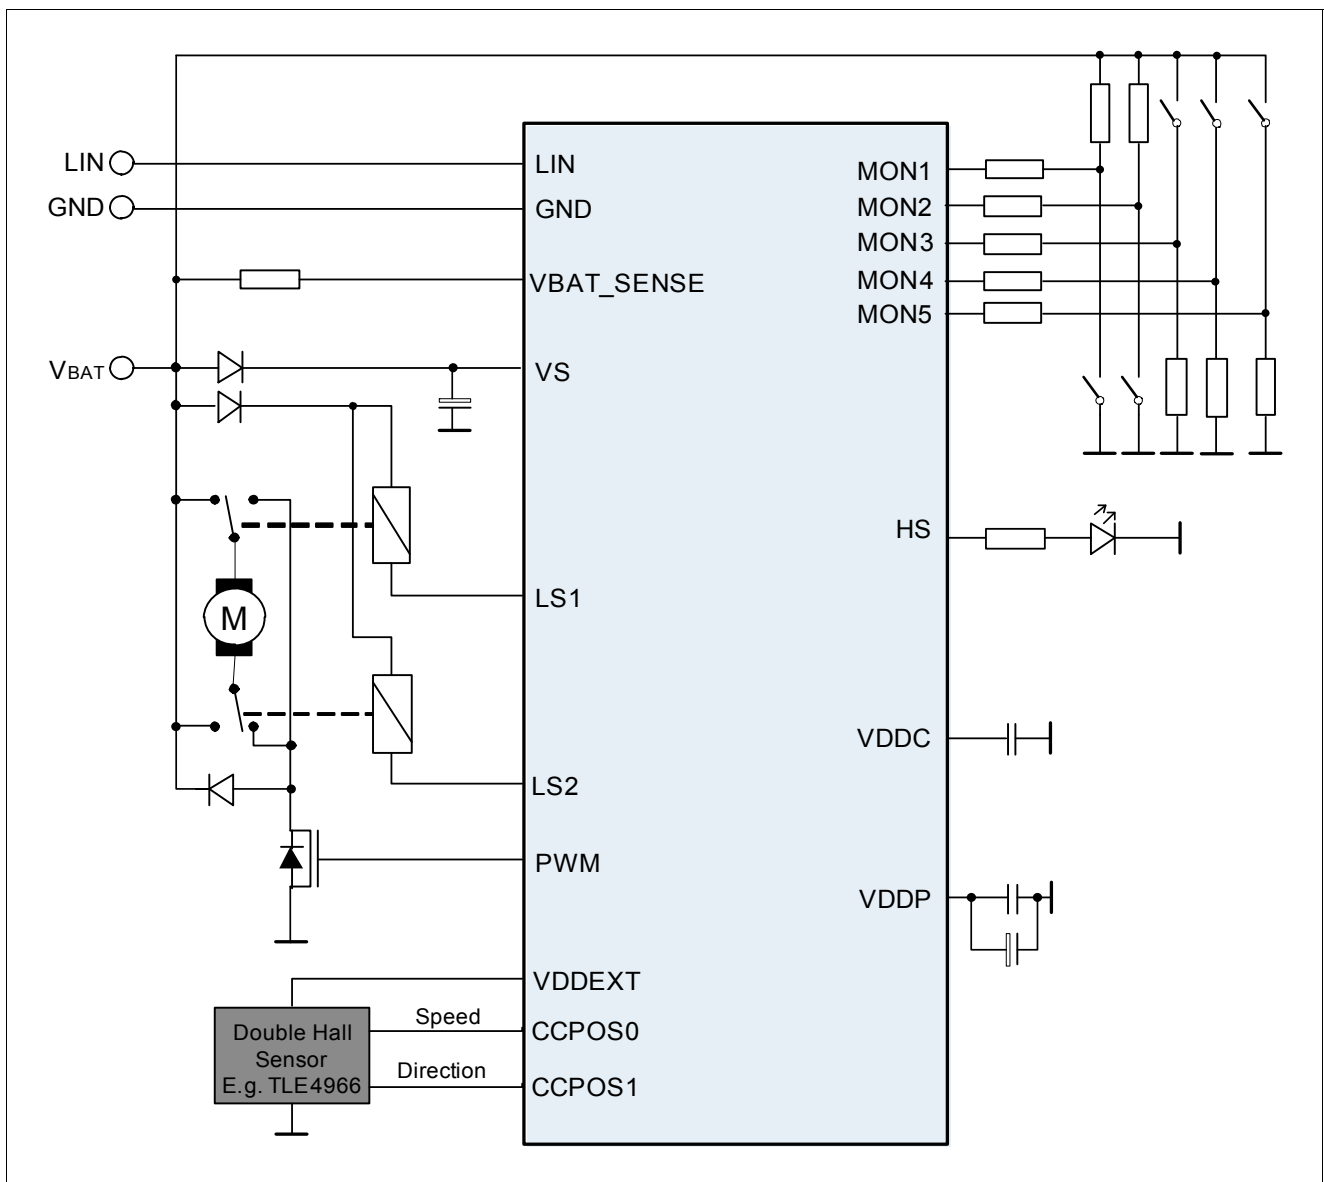 LIN
GND
VBAT
LIN
GND
VBAT_SENSE
VS
LS1
LS2
PWM
VDDEXT
CCPOS0
CCPOS1
MON1
MON2
MON3
MON4
MON5
HS
VDDC
VDDP
M
Double Hall
Sensor
E.g. TLE4966
Speed
Direction